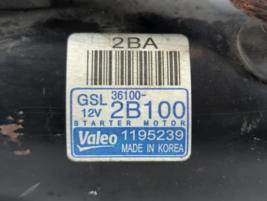 2BA
GSL 36100-
12V 2B100
STARTER MOTOR
Valeo 1195239
MADE IN KOREA